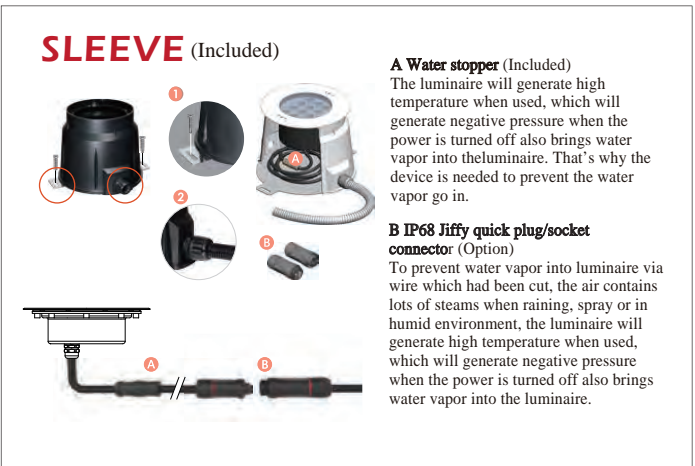 SLEEVE (Included)
1
A
2
B
A
B
A Water stopper (Included)
The luminaire will generate high
temperature when used, which will
generate negative pressure when the
power is turned off also brings water
vapor into theluminaire. That’s why the
device is needed to prevent the water
vapor go in.
B IP68 Jiffy quick plug/socket
connector (Option)
To prevent water vapor into luminaire via
wire which had been cut, the air contains
lots of steams when raining, spray or in
humid environment, the luminaire will
generate high temperature when used,
which will generate negative pressure
when the power is turned off also brings
water vapor into the luminaire.